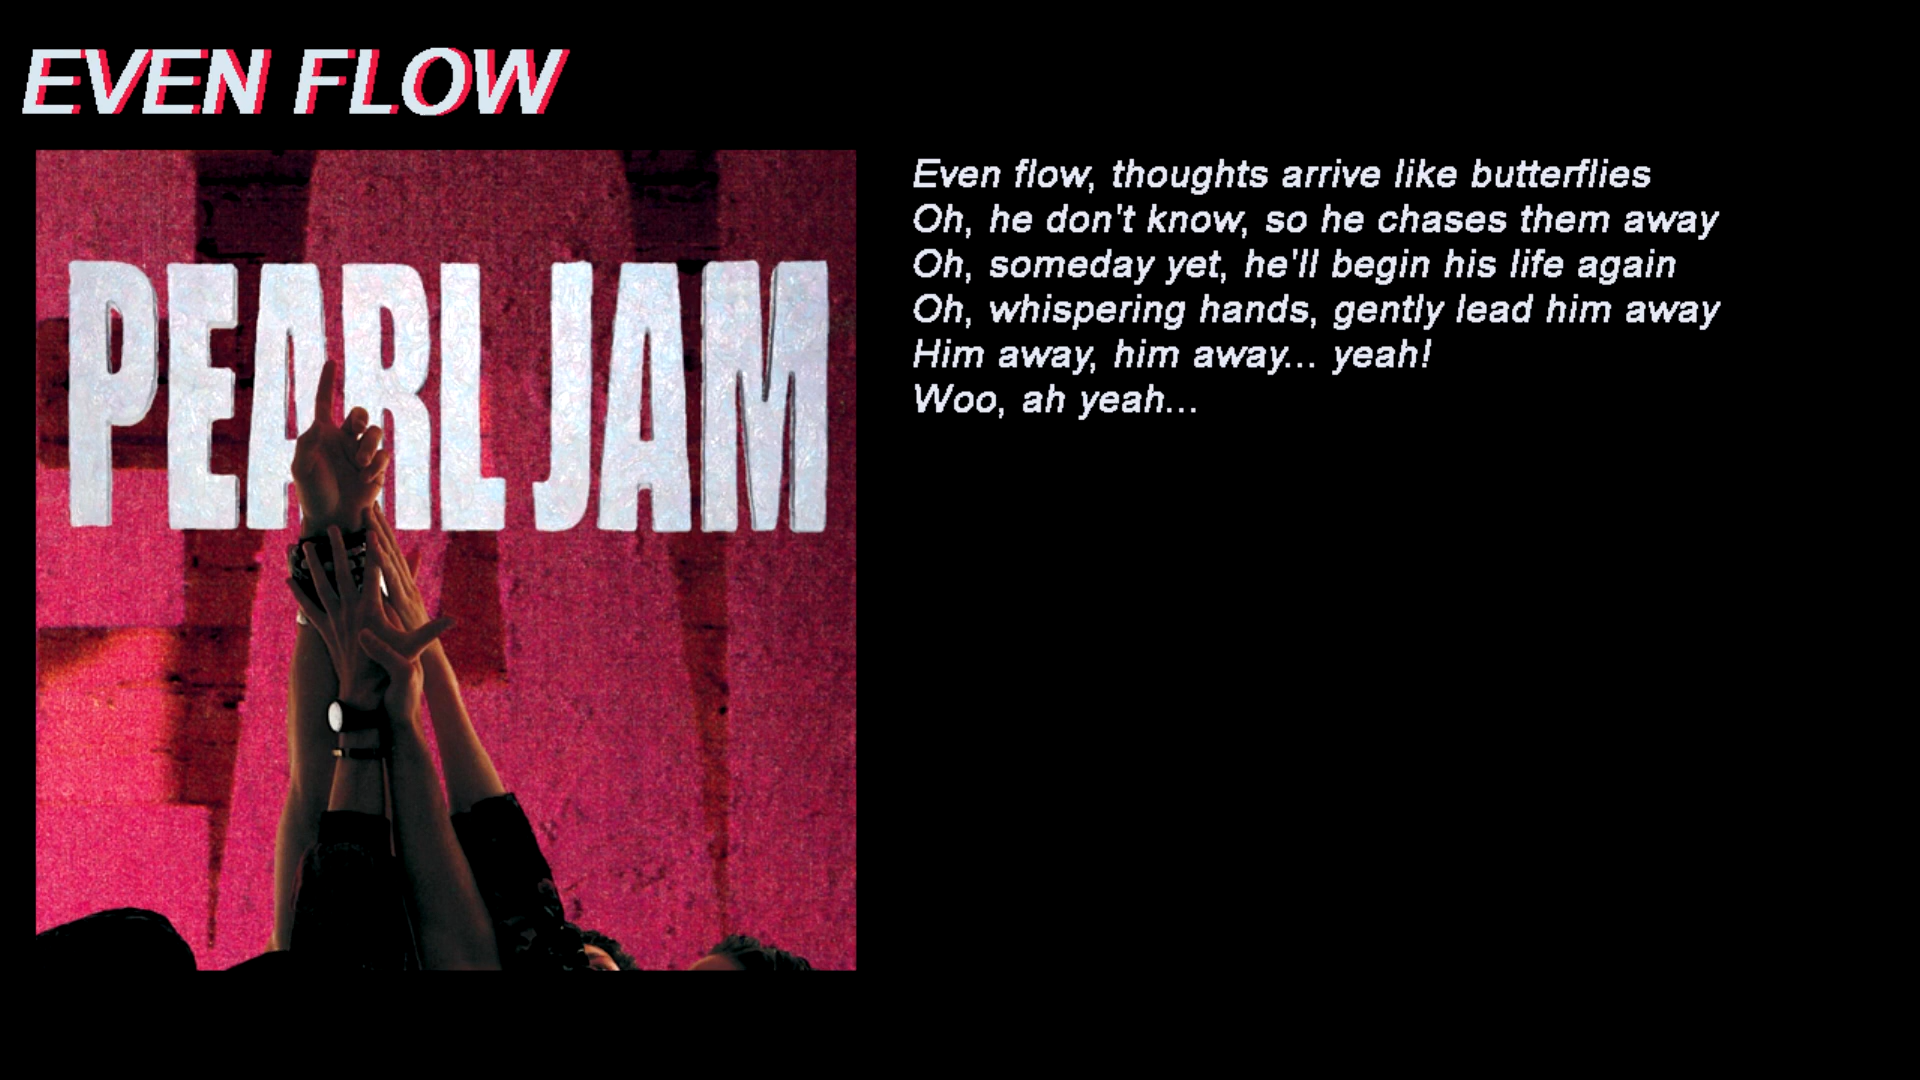 EVEN FLOW
PEARL JAM
Even flow, thoughts arrive like butterflies
Oh, he don't know, so he chases them away
Oh, someday yet, he'll begin his life again
Oh, whispering hands, gently lead him away
Him away, him away... yeah!
Woo, ah yeah...